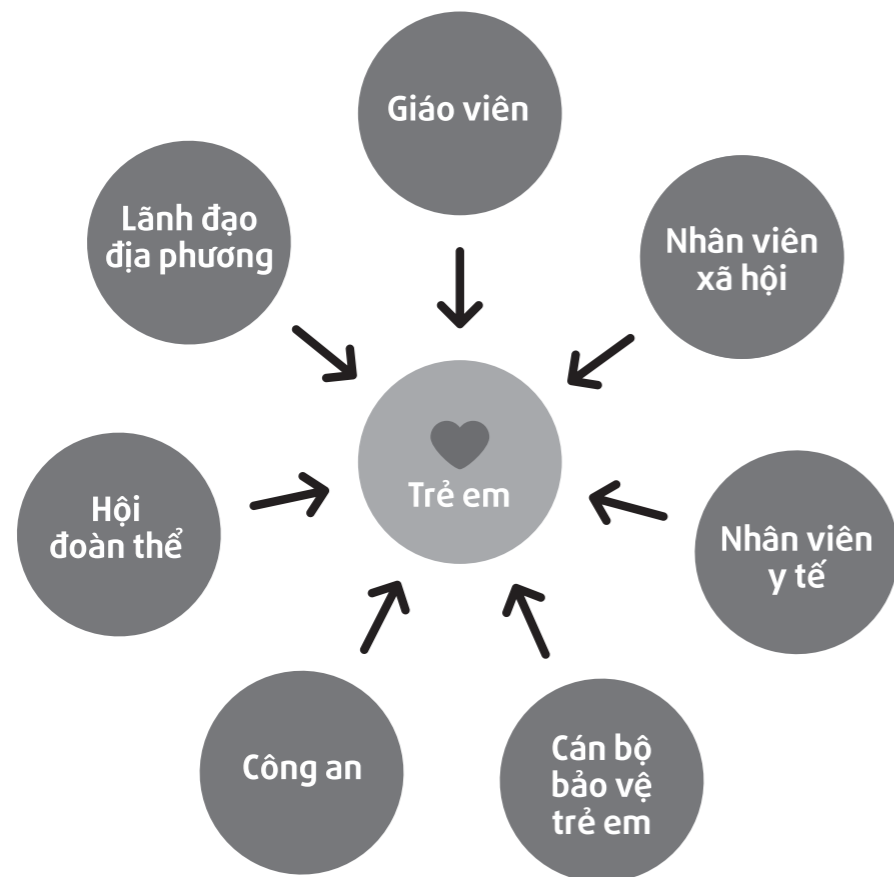 Giáo viên
Lãnh đạo
địa phương
Nhân viên
xã hội
Trẻ em
Hội
đoàn thể
Nhân viên
y tế
Công an
Cán bộ
bảo vệ
trẻ em